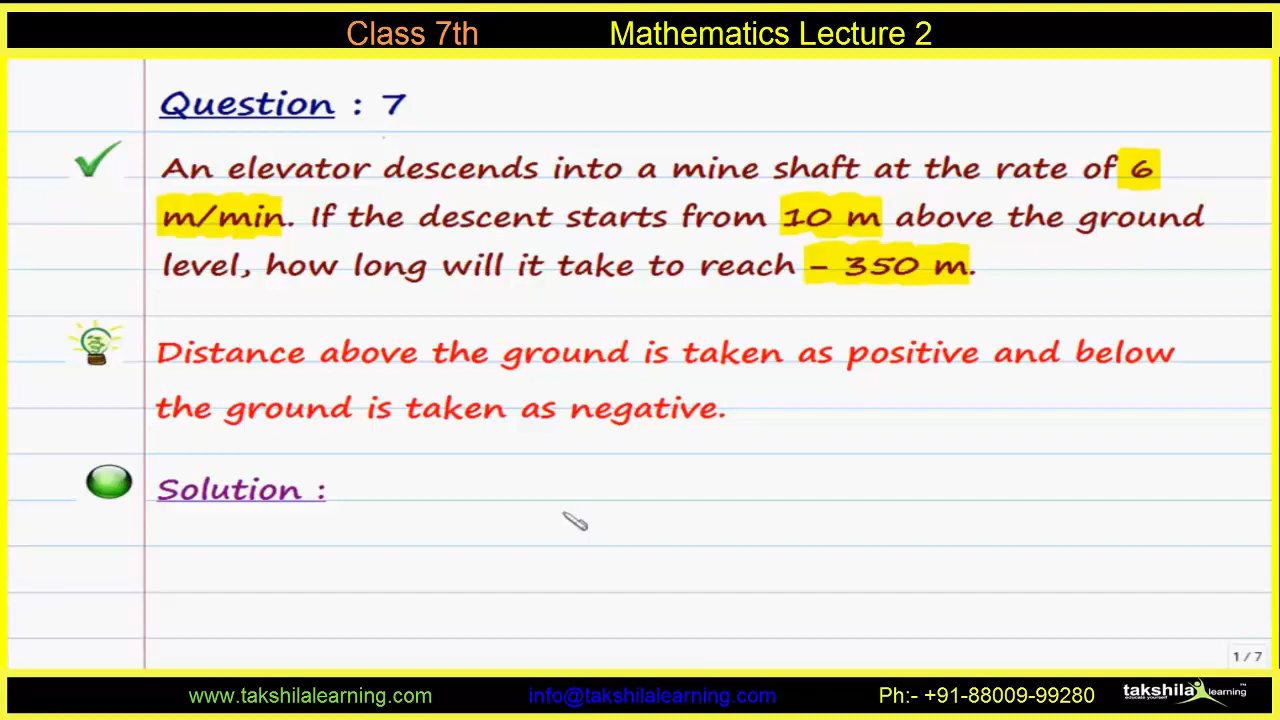 Class 7th Mathematics Lecture 2
Question : 7
An elevator descends into a mine shaft at the rate of 6
m/min. If the descent starts from 10 m above the ground
level, how long will it take to reach – 350 m.
Distance above the ground is taken as positive and below
the ground is taken as negative.
Solution :
1 / 7
www.takshilalearning.com info@takshilalearning.com Ph:- +91-88009-99280 takshila learning
educate yourself